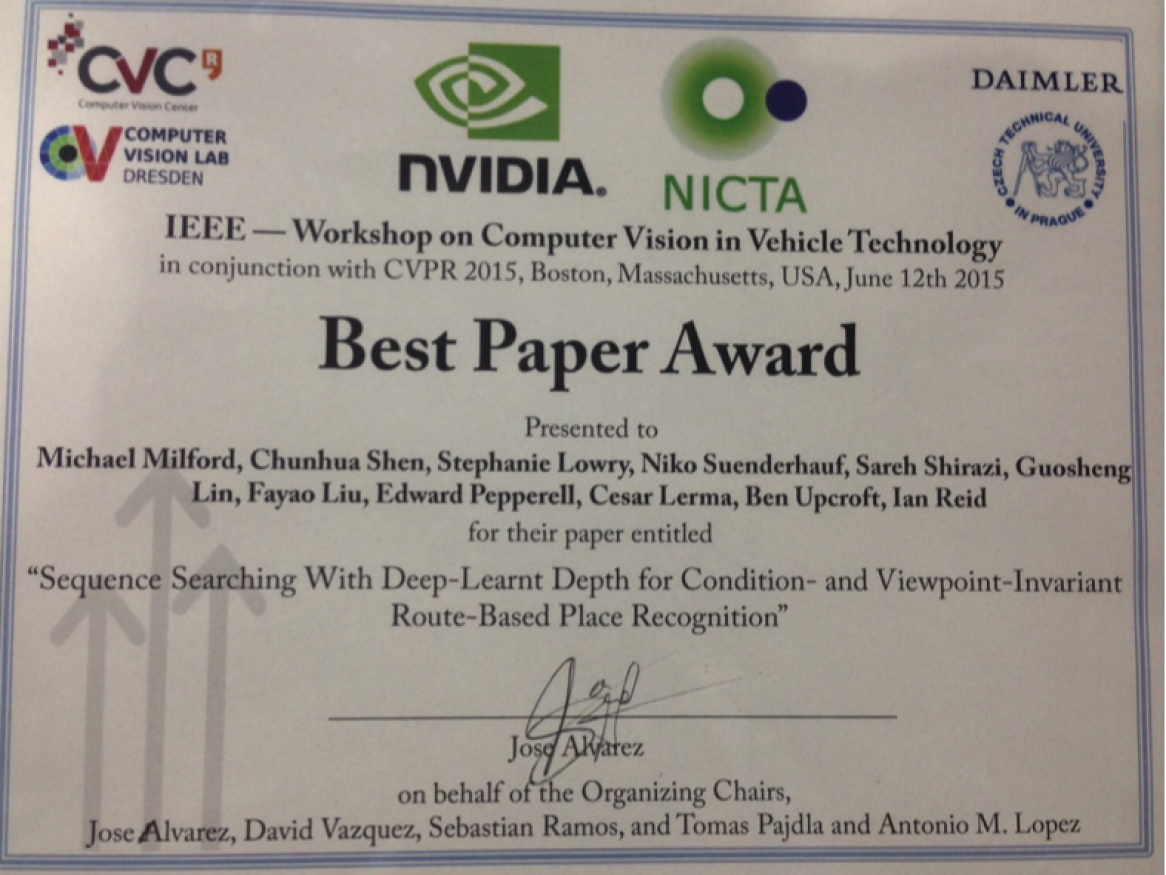 CVC R
Computer Vision Center
CV COMPUTER
VISION LAB
DRESDEN
NVIDIA.
NICTA
DAIMLER
CZECH TECHNICAL UNIVERSITY
IN PRAGUE
IEEE — Workshop on Computer Vision in Vehicle Technology
in conjunction with CVPR 2015, Boston, Massachusetts, USA, June 12th 2015
Best Paper Award
Presented to
Michael Milford, Chunhua Shen, Stephanie Lowry, Niko Suenderhauf, Sareh Shirazi, Guosheng
Lin, Fayao Liu, Edward Pepperell, Cesar Lerma, Ben Upcroft, Ian Reid
for their paper entitled
“Sequence Searching With Deep-Learnt Depth for Condition- and Viewpoint-Invariant
Route-Based Place Recognition”
Jose Alvarez
on behalf of the Organizing Chairs,
Jose Alvarez, David Vazquez, Sebastian Ramos, and Tomas Pajdla and Antonio M. Lopez